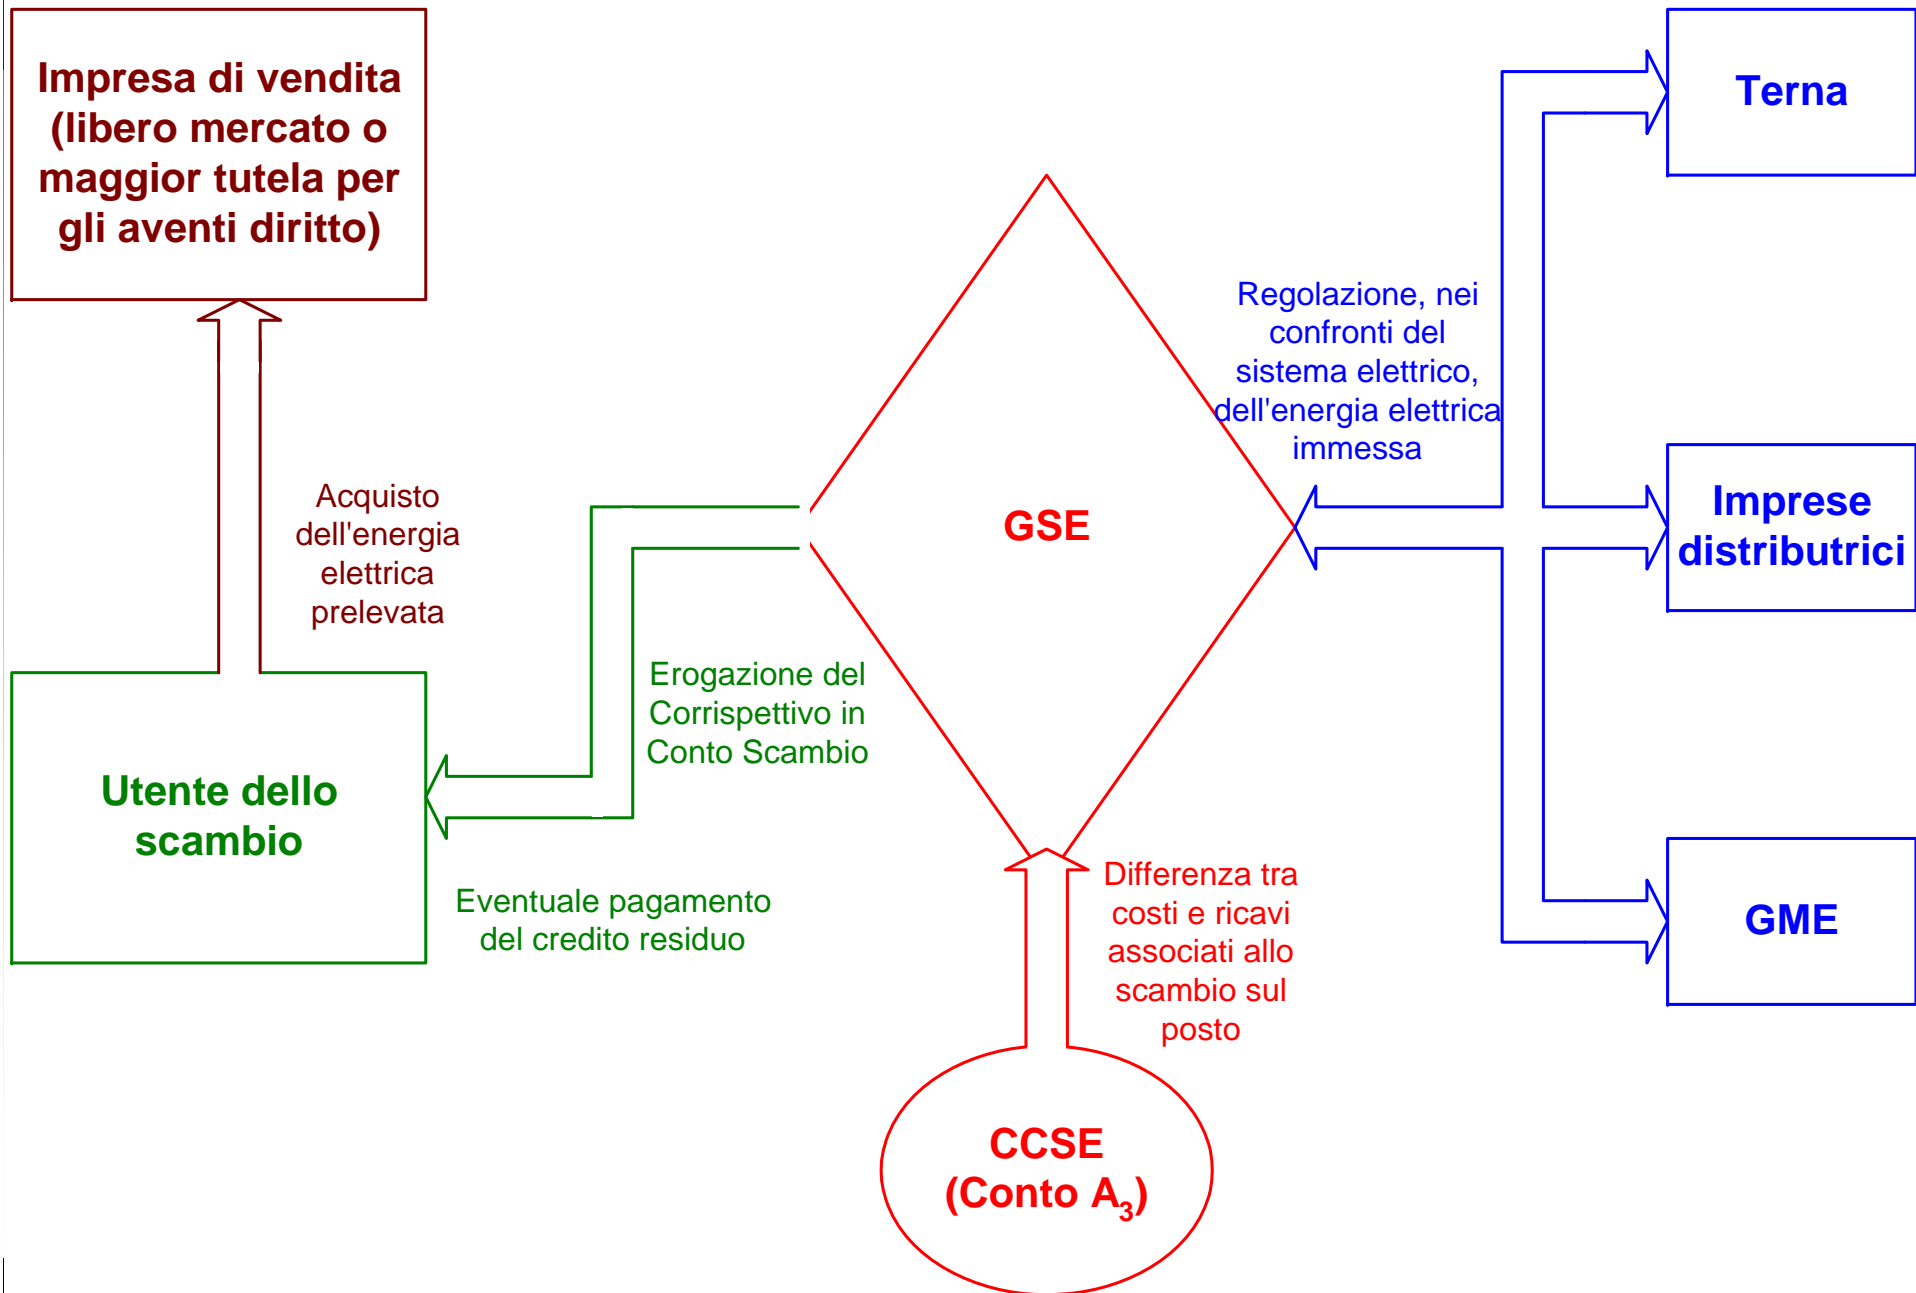 Impresa di vendita
(libero mercato o
maggior tutela per
gli aventi diritto)
Terna
Regolazione, nei
confronti del
sistema elettrico,
dell'energia elettrica
immessa
Acquisto
dell'energia
elettrica
prelevata
GSE
Imprese
distributrici
Erogazione del
Corrispettivo in
Conto Scambio
Utente dello
scambio
Eventuale pagamento
del credito residuo
Differenza tra
costi e ricavi
associati allo
scambio sul
posto
GME
CCSE
(Conto A3)